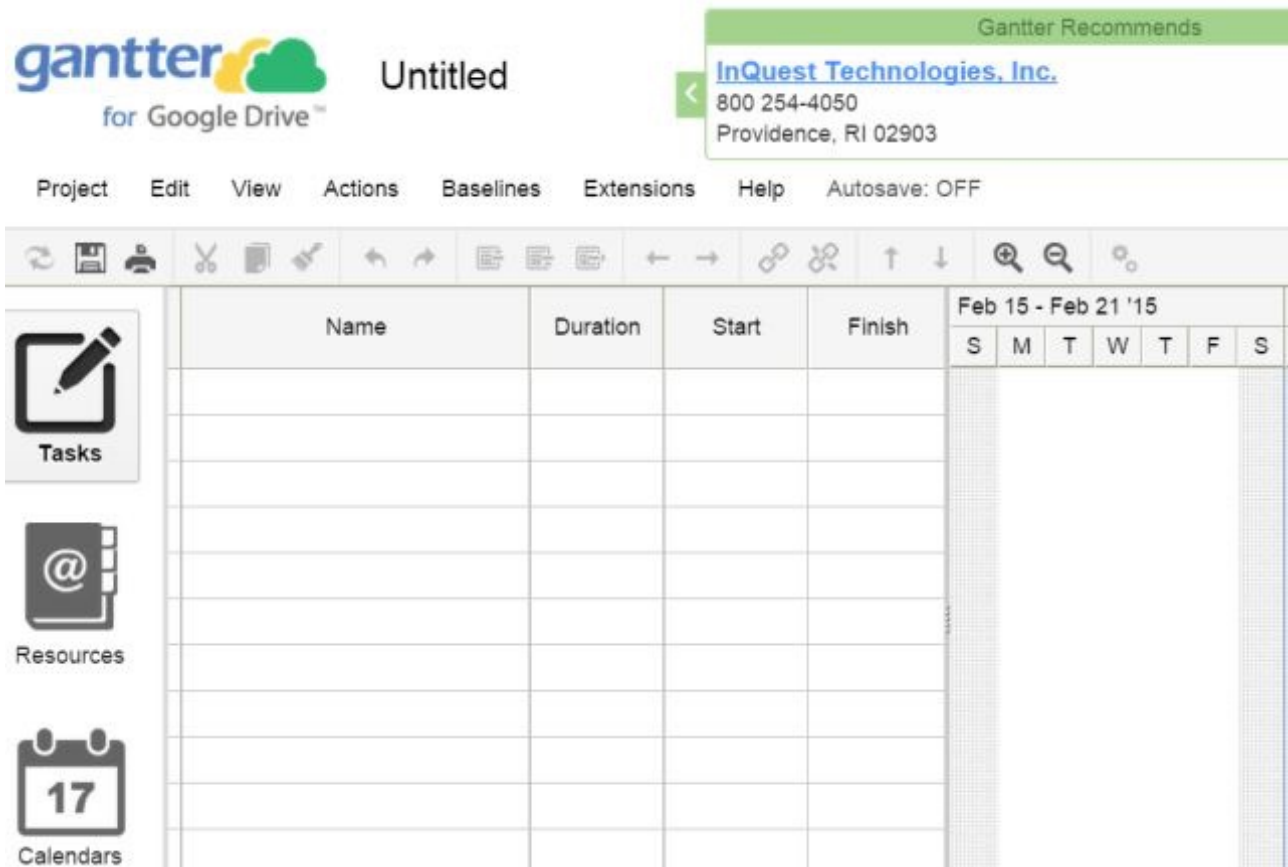 gantter
for Google Drive™
Untitled
Gantter Recommends
InQuest Technologies, Inc.
800 254-4050
Providence, RI 02903
Project Edit View Actions Baselines Extensions Help Autosave: OFF
Name Duration Start Finish
Feb 15 - Feb 21 '15
S M T W T F S
Tasks
@
Resources
17
Calendars